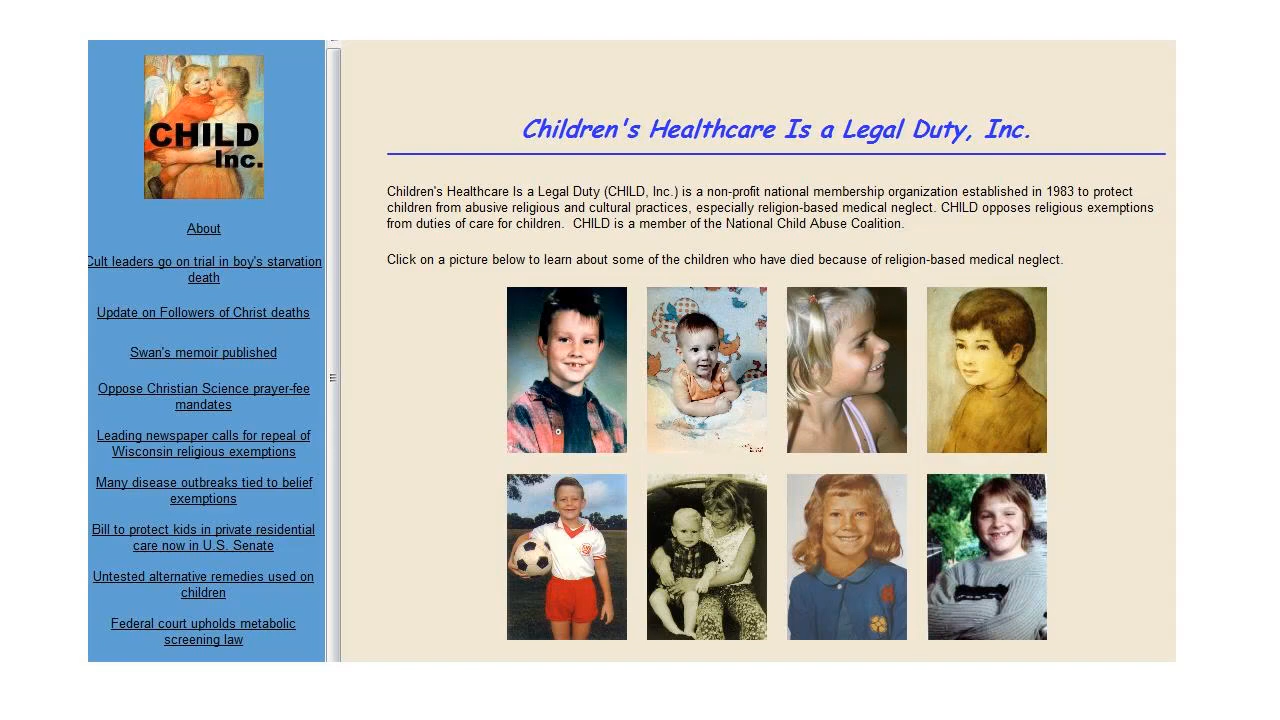 CHILD
Inc.
About
Cult leaders go on trial in boy's starvation
death
Update on Followers of Christ deaths
Swan's memoir published
Oppose Christian Science prayer-fee
mandates
Leading newspaper calls for repeal of
Wisconsin religious exemptions
Many disease outbreaks tied to belief
exemptions
Bill to protect kids in private residential
care now in U.S. Senate
Untested alternative remedies used on
children
Federal court upholds metabolic
screening law
Children's Healthcare Is a Legal Duty, Inc.
Children's Healthcare Is a Legal Duty (CHILD, Inc.) is a non-profit national membership organization established in 1983 to protect
children from abusive religious and cultural practices, especially religion-based medical neglect. CHILD opposes religious exemptions
from duties of care for children.  CHILD is a member of the National Child Abuse Coalition.
Click on a picture below to learn about some of the children who have died because of religion-based medical neglect.